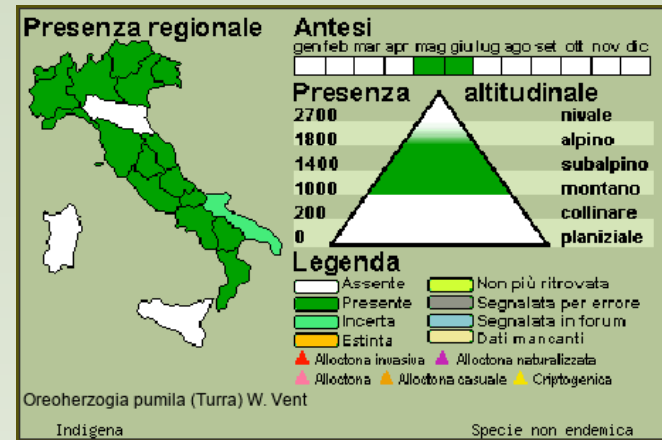 Presenza regionale
Antesi
gen feb mar apr mag giu lug ago set ott nov dic
Presenza altitudinale
2700 nivale
1800 alpino
1400 subalpino
1000 montano
200 collinare
0 planiziale
Legenda
Assente Non più ritrovata
Presente Segnalata per errore
Incerta Segnalata in forum
Estinta Dati mancanti
Alloctona invasiva Alloctona naturalizzata
Alloctona Alloctona casuale Criptogenica
Oreoherzogia pumila (Turra) W. Vent
Indigena Specie non endemica